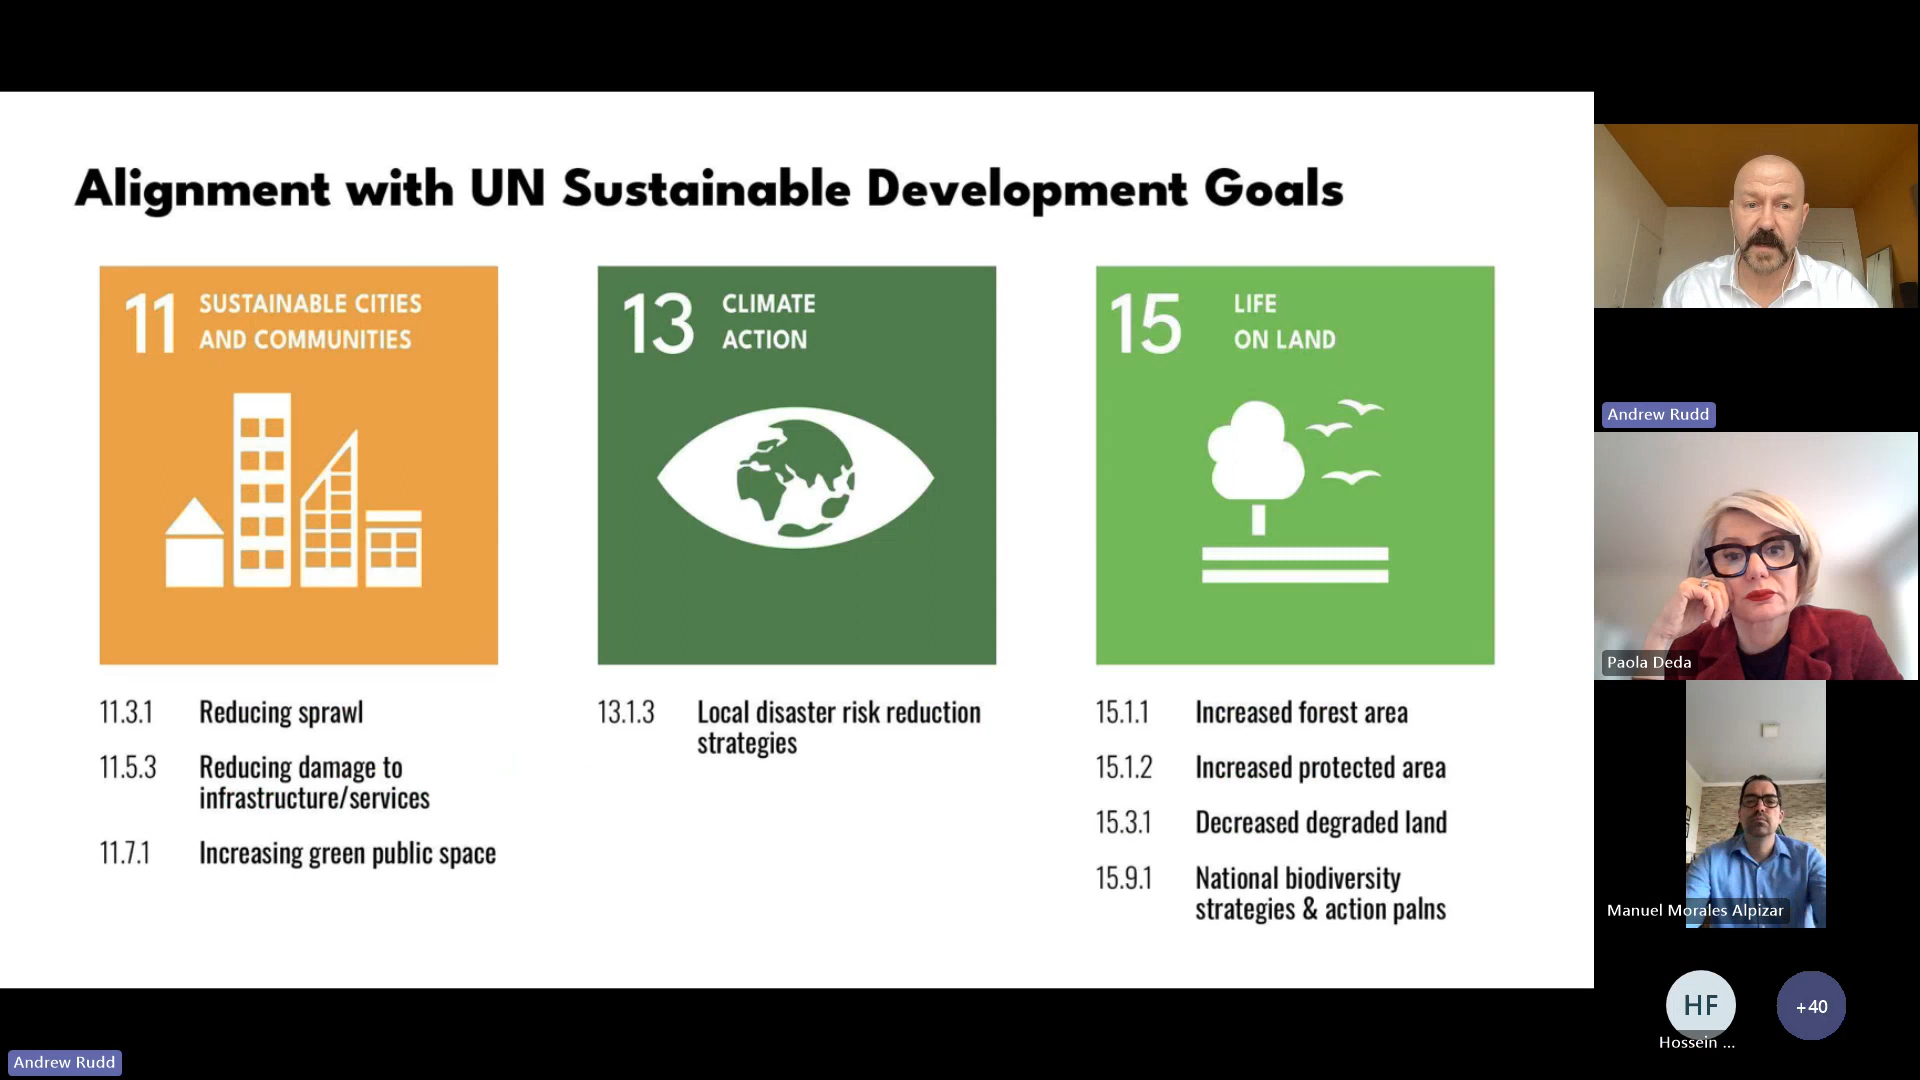 Alignment with UN Sustainable Development Goals
11 SUSTAINABLE CITIES
AND COMMUNITIES
11.3.1 Reducing sprawl
11.5.3 Reducing damage to
infrastructure/services
11.7.1 Increasing green public space
13 CLIMATE
ACTION
13.1.3 Local disaster risk reduction
strategies
15 LIFE
ON LAND
15.1.1 Increased forest area
15.1.2 Increased protected area
15.3.1 Decreased degraded land
15.9.1 National biodiversity
strategies & action palns
Andrew Rudd
Paola Deda
Manuel Morales Alpizar
HF
Hossein ...
+40
Andrew Rudd